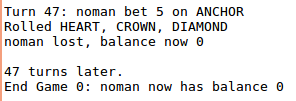 Turn 47: noman bet 5 on ANCHOR
Rolled HEART, CROWN, DIAMOND
noman lost, balance now 0
47 turns later.
End Game 0: noman now has balance 0